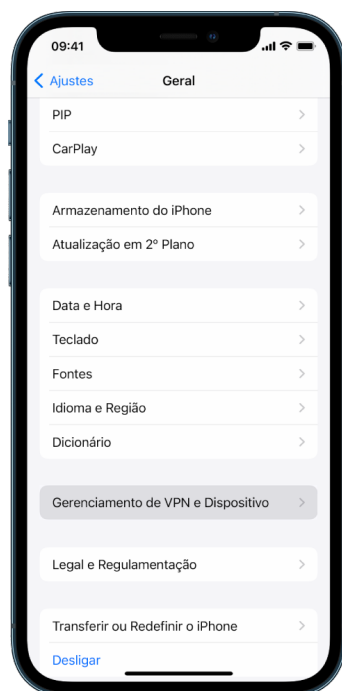 09:41
Ajustes
Geral
PIP
CarPlay
Armazenamento do iPhone
Atualização em 2º Plano
Data e Hora
Teclado
Fontes
Idioma e Região
Dicionário
Gerenciamento de VPN e Dispositivo
Legal e Regulamentação
Transferir ou Redefinir o iPhone
Desligar